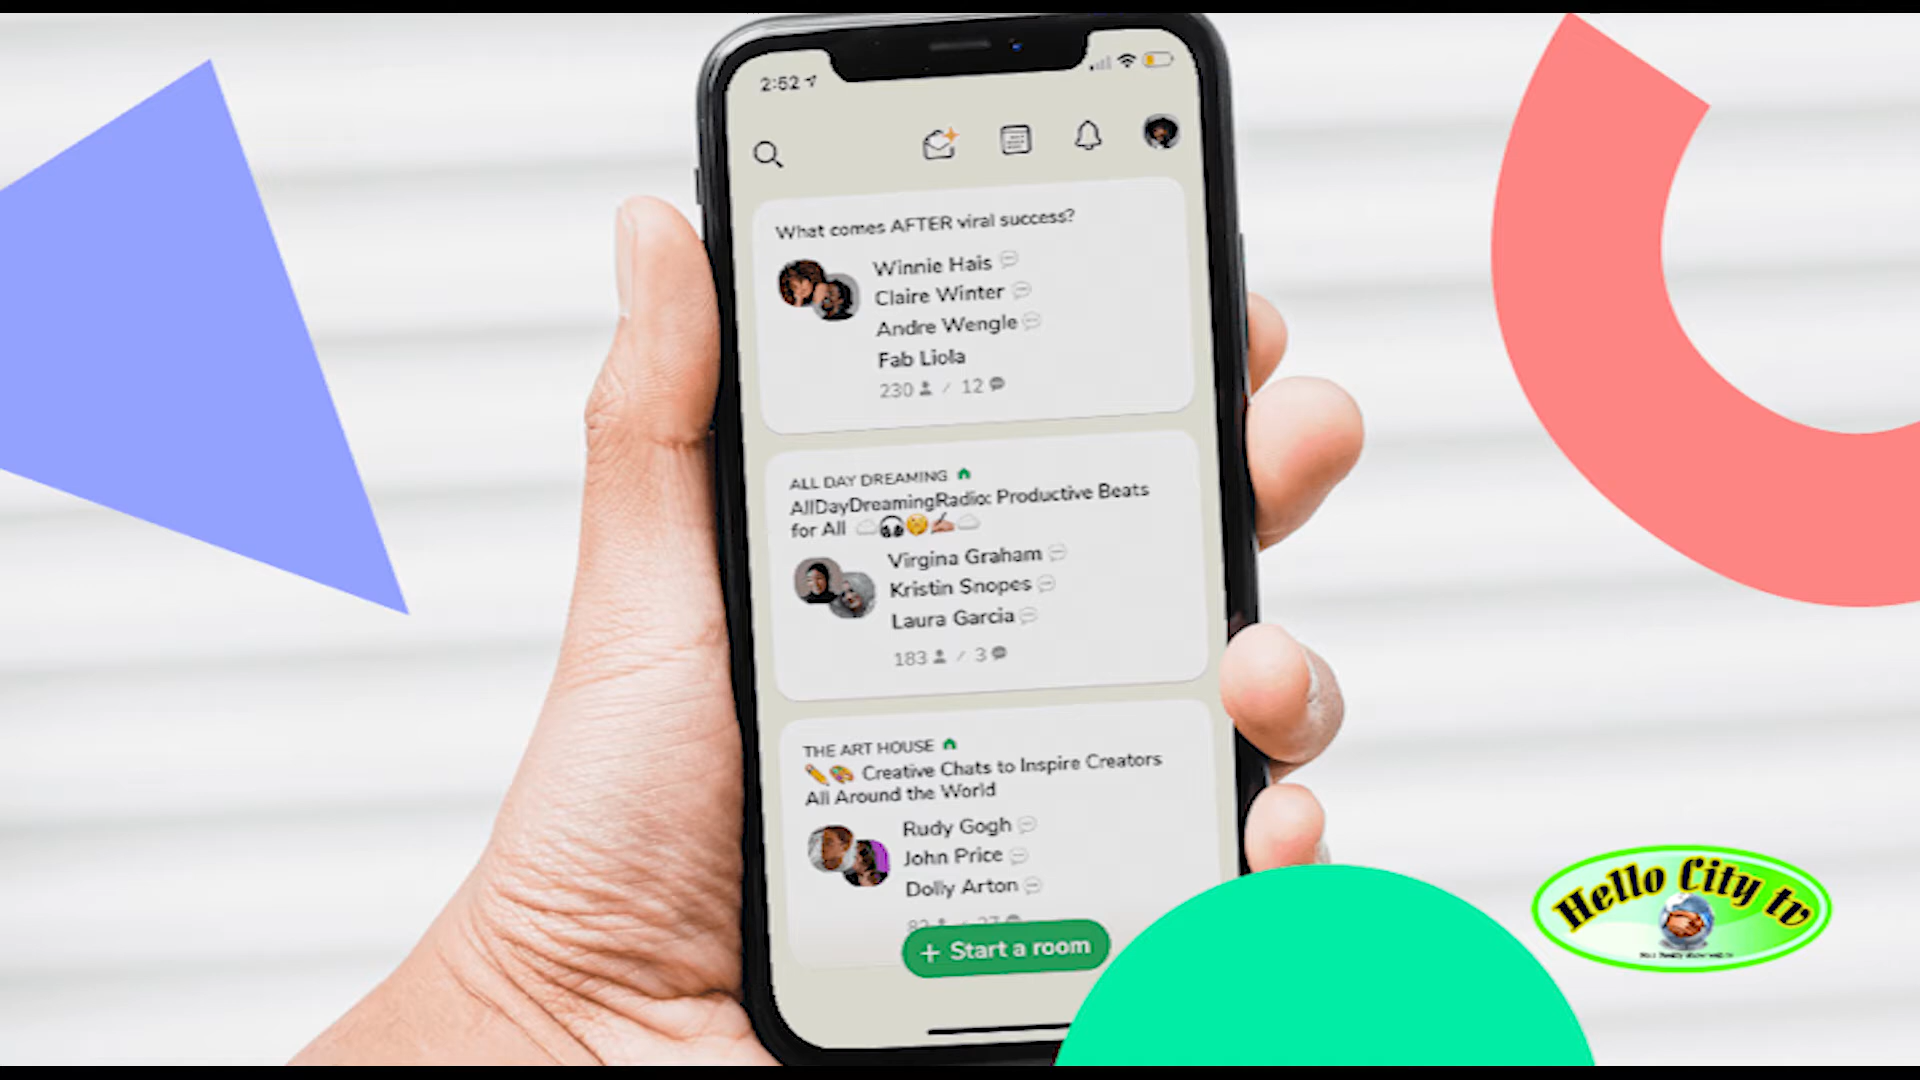 2:52
What comes AFTER viral success?
Winnie Hais
Claire Winter
Andre Wengle
Fab Liola
230 / 12
ALL DAY DREAMING
AllDayDreamingRadio: Productive Beats
for All
Virgina Graham
Kristin Snopes
Laura Garcia
183 / 3
THE ART HOUSE
Creative Chats to Inspire Creators
All Around the World
Rudy Gogh
John Price
Dolly Arton
+ Start a room
Hello City tv